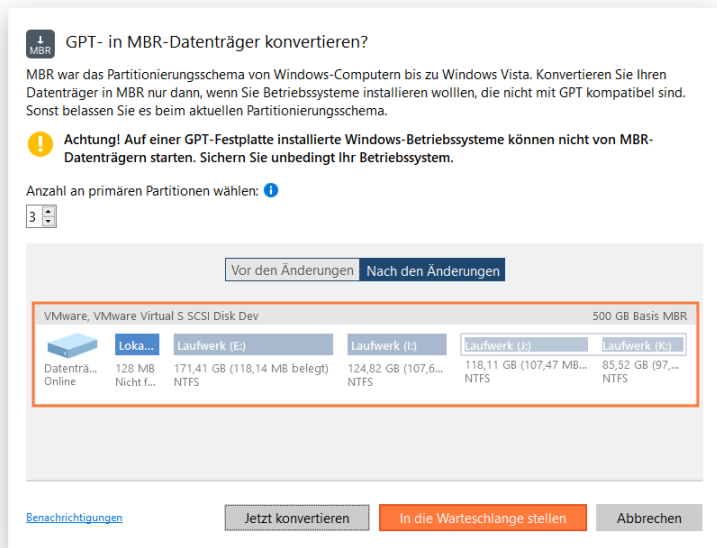 MBR
GPT- in MBR-Datenträger konvertieren?
MBR war das Partitionierungsschema von Windows-Computern bis zu Windows Vista. Konvertieren Sie Ihren
Datenträger in MBR nur dann, wenn Sie Betriebssysteme installieren wolllen, die nicht mit GPT kompatibel sind.
Sonst belassen Sie es beim aktuellen Partitionierungsschema.
Achtung! Auf einer GPT-Festplatte installierte Windows-Betriebssysteme können nicht von MBR-
Datenträgern starten. Sichern Sie unbedingt Ihr Betriebssystem.
Anzahl an primären Partitionen wählen:
3
Vor den Änderungen Nach den Änderungen
VMware, VMware Virtual S SCSI Disk Dev 500 GB Basis MBR
Loka... Laufwerk (E:) Laufwerk (I:) Laufwerk (J:) Laufwerk (K:)
Datenträ... 128 MB 171,41 GB (118,14 MB belegt) 124,82 GB (107,6... 118,11 GB (107,47 MB... 85,52 GB (97,...
Online Nicht f... NTFS NTFS NTFS NTFS
Benachrichtigungen Jetzt konvertieren In die Warteschlange stellen Abbrechen